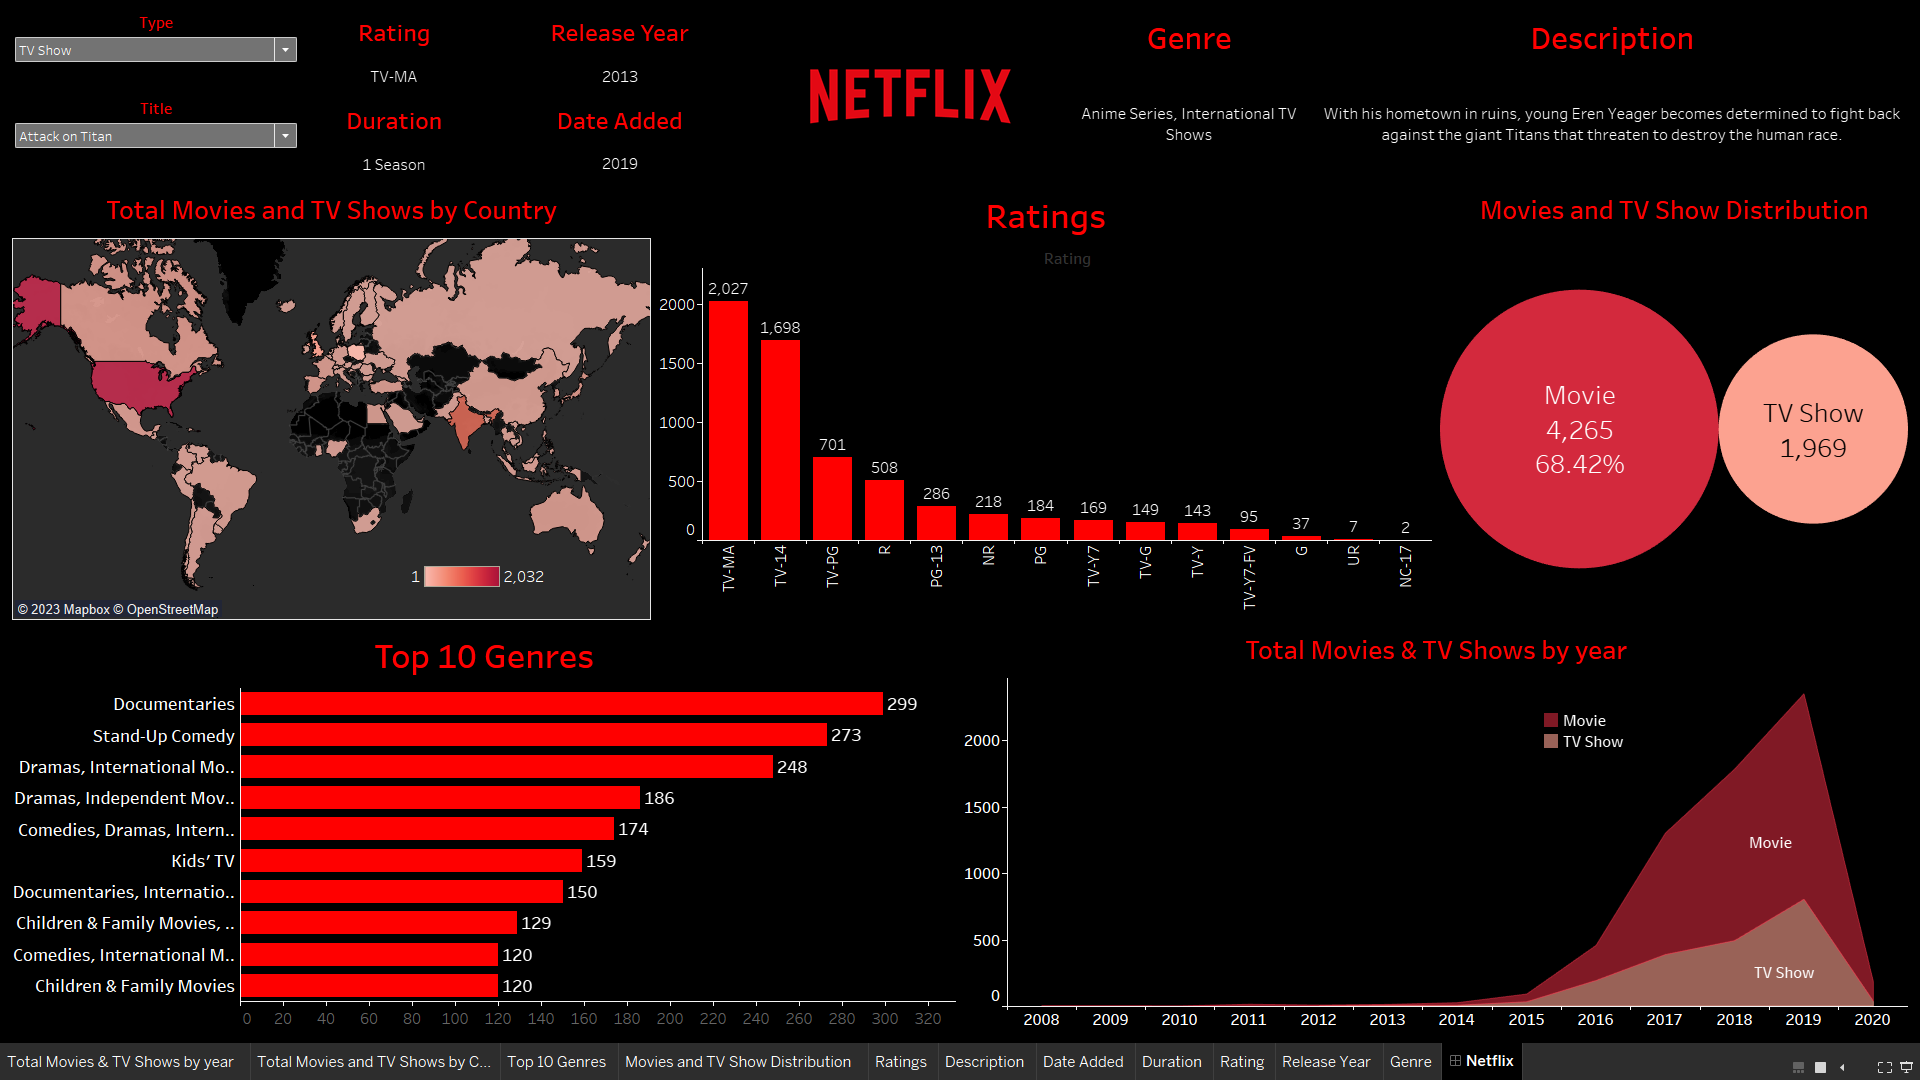 Type
TV Show
Title
Attack on Titan
Rating
TV-MA
Duration
1 Season
Release Year
2013
Date Added
2019
NETFLIX
Genre
Anime Series, International TV
Shows
Description
With his hometown in ruins, young Eren Yeager becomes determined to fight back
against the giant Titans that threaten to destroy the human race.
Total Movies and TV Shows by Country
1
2,032
© 2023 Mapbox © OpenStreetMap
Ratings
Rating
2000
1500
1000
500
0
2,027
1,698
701
508
286
218
184
169
149
143
95
37
7
2
TV-MA
TV-14
TV-PG
R
PG-13
NR
PG
TV-Y7
TV-G
TV-Y
TV-Y7-FV
G
UR
NC-17
Movies and TV Show Distribution
Movie
4,265
68.42%
TV Show
1,969
Top 10 Genres
Documentaries 299
Stand-Up Comedy 273
Dramas, International Mo.. 248
Dramas, Independent Mov.. 186
Comedies, Dramas, Intern.. 174
Kids’ TV 159
Documentaries, Internatio.. 150
Children & Family Movies, .. 129
Comedies, International M.. 120
Children & Family Movies 120
0 20 40 60 80 100 120 140 160 180 200 220 240 260 280 300 320
Total Movies & TV Shows by year
Movie
TV Show
2000
1500
1000
500
0
Movie
TV Show
2008 2009 2010 2011 2012 2013 2014 2015 2016 2017 2018 2019 2020
Total Movies & TV Shows by year Total Movies and TV Shows by C... Top 10 Genres Movies and TV Show Distribution Ratings Description Date Added Duration Rating Release Year Genre Netflix